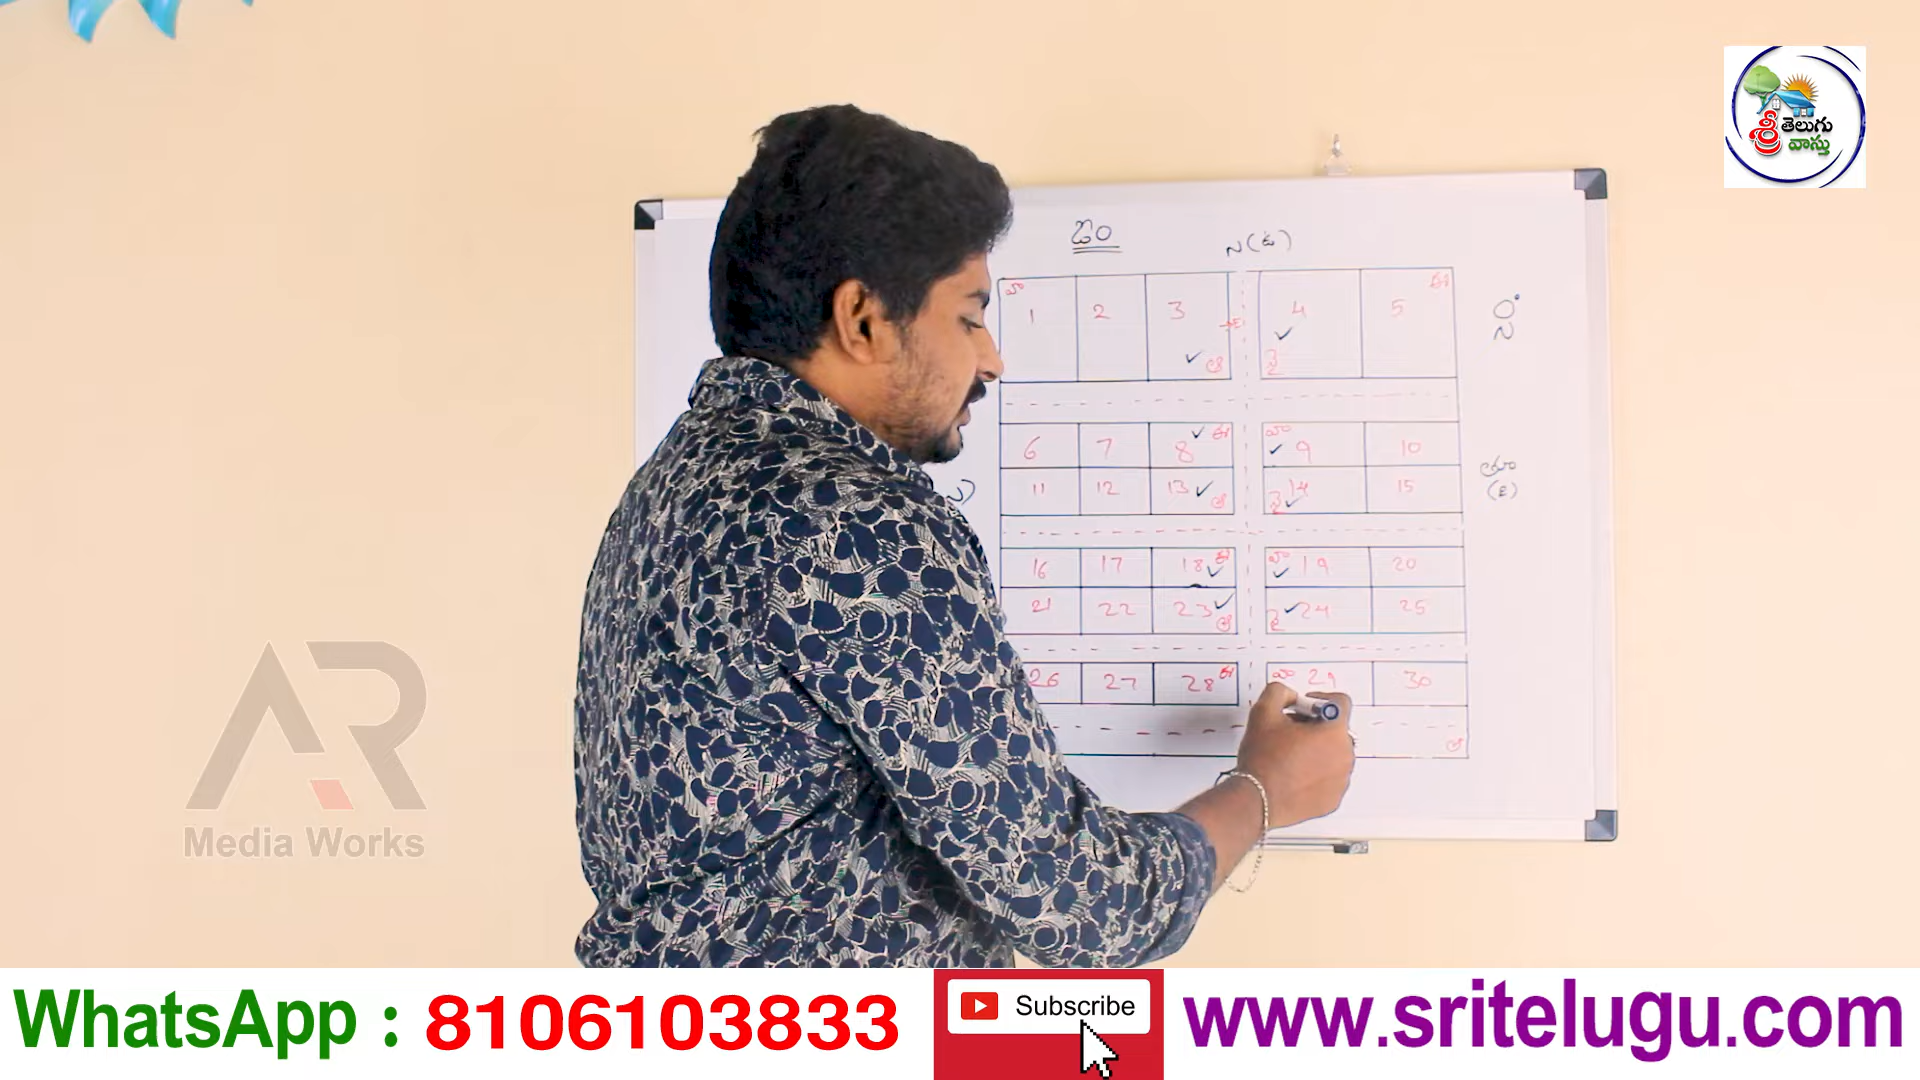 శ్రీ తెలుగు
వాస్తు
ఓం
వా 1 2 3 ఆ 4 నై 5 ఈ
6 7 8 ఈ వా 9 10
11 12 13 ఆ నై 14 15
తూ
(E)
16 17 18 ఈ వా 19 20
21 22 23 ఆ నై 24 25
26 27 28 ఈ వా 29 30
ఆ
AR
Media Works
WhatsApp : 8106103833
Subscribe
www.sritelugu.com